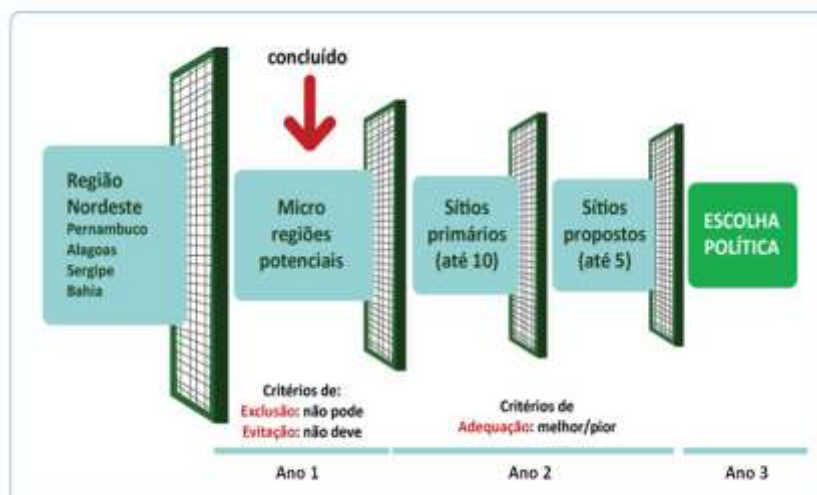 concluído
Região
Nordeste
Pernambuco
Alagoas
Sergipe
Bahia
Micro
regiões
potenciais
Sítios
primários
(até 10)
Sítios
propostos
(até 5)
ESCOLHA
POLÍTICA
Critérios de:
Exclusão: não pode
Evitação: não deve
Critérios de
Adequação: melhor/pior
Ano 1
Ano 2
Ano 3